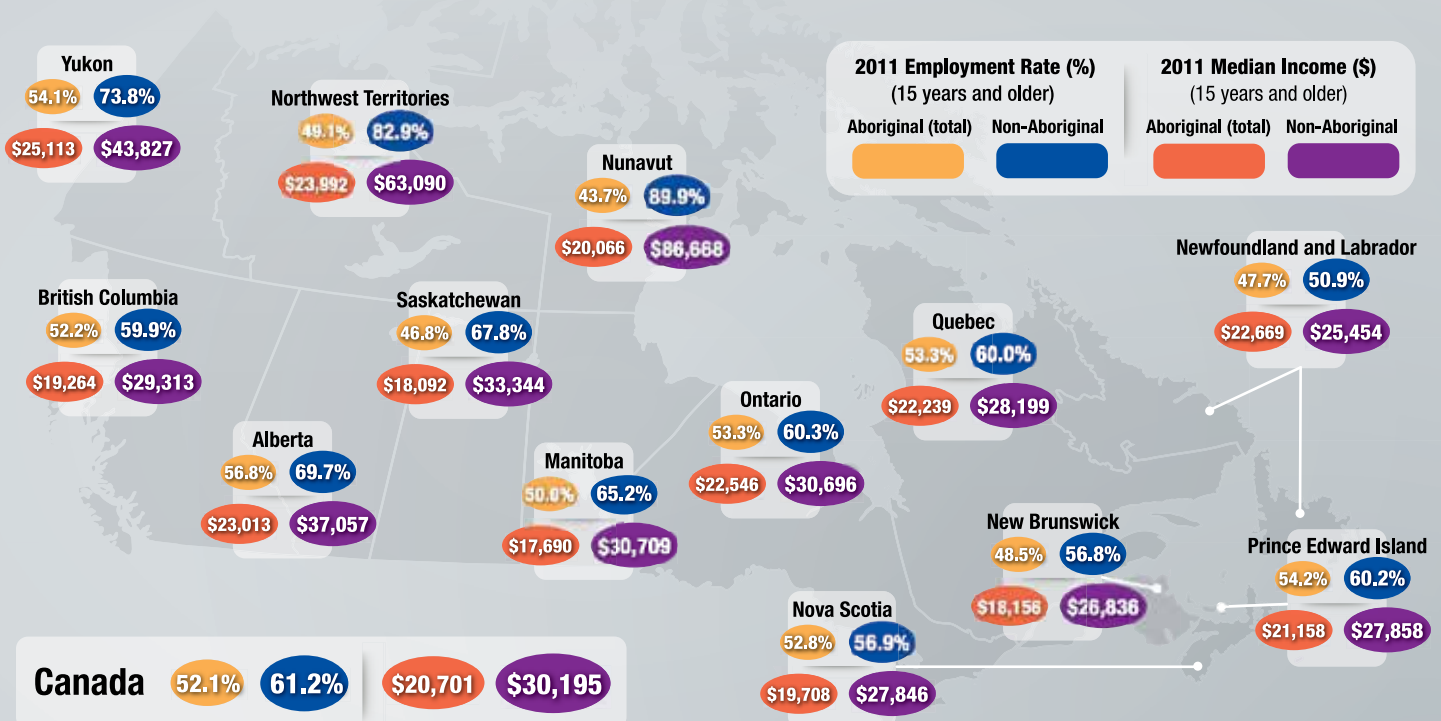 Yukon
54.1% 73.8%
$25,113 $43,827
Northwest Territories
49.1% 82.9%
$23,992 $63,090
Nunavut
43.7% 89.9%
$20,066 $86,668
2011 Employment Rate (%)
(15 years and older)
Aboriginal (total) Non-Aboriginal
2011 Median Income ($)
(15 years and older)
Aboriginal (total) Non-Aboriginal
Newfoundland and Labrador
47.7% 50.9%
$22,669 $25,454
British Columbia
52.2% 59.9%
$19,264 $29,313
Saskatchewan
46.8% 67.8%
$18,092 $33,344
Quebec
53.3% 60.0%
$22,239 $28,199
Ontario
53.3% 60.3%
$22,546 $30,696
Alberta
56.8% 69.7%
$23,013 $37,057
Manitoba
50.0% 65.2%
$17,690 $30,709
New Brunswick
48.5% 56.8%
$18,156 $26,836
Prince Edward Island
54.2% 60.2%
$21,158 $27,858
Nova Scotia
52.8% 56.9%
$19,708 $27,846
Canada 52.1% 61.2% $20,701 $30,195